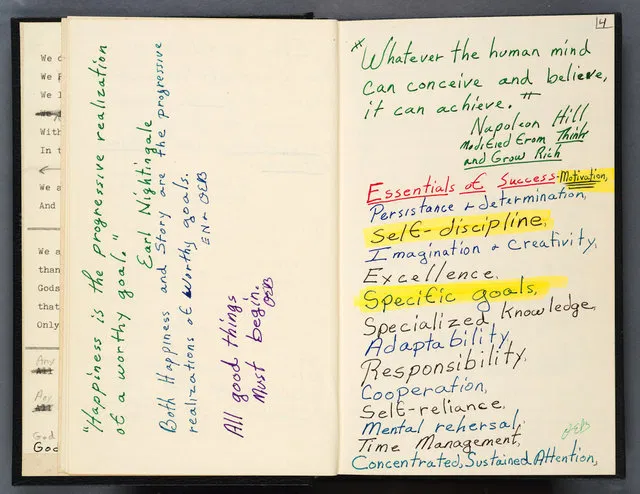 We d
We
We l
With
In t
We a
And
We a
than
Gods
that
Only
Any
All
Any
All
God
God
"Happiness is the progressive realization
of a worthy goal."
Earl Nightingale
Both Happiness and Story are the progressive
realizations of worthy goals.
EN & OEB
All good things
Must begin.
OEB
14
*"Whatever the human mind
can conceive and believe,
it can achieve."
Napoleon Hill
Modified From Think
and Grow Rich
Essentials of Success-Motivation,
Persistance & determination,
Self-discipline,
Imagination & Creativity,
Excellence.
Specific goals,
Specialized Knowledge,
Adaptability,
Responsibility.
Cooperation,
Self-reliance.
Mental rehersal,
OEB
Time Management,
Concentrated, Sustained Attention,